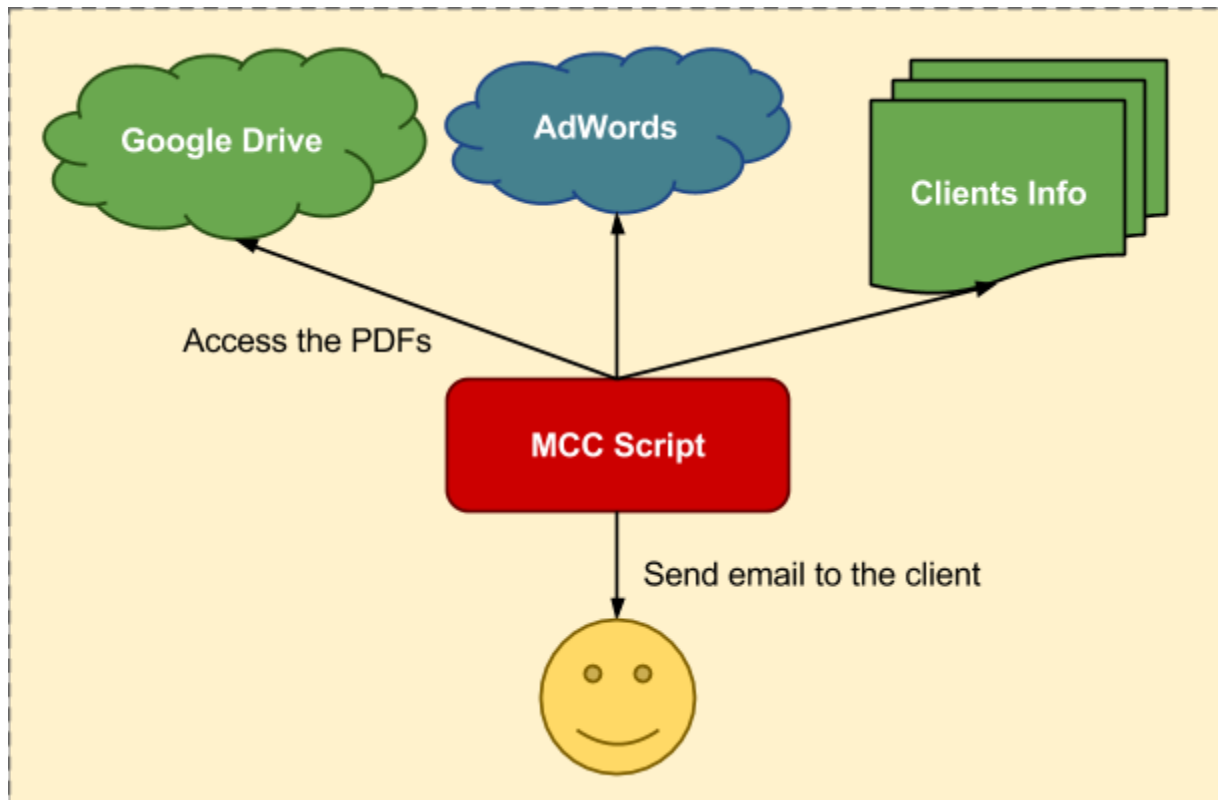 Google Drive
AdWords
Clients Info
Access the PDFs
MCC Script
Send email to the client